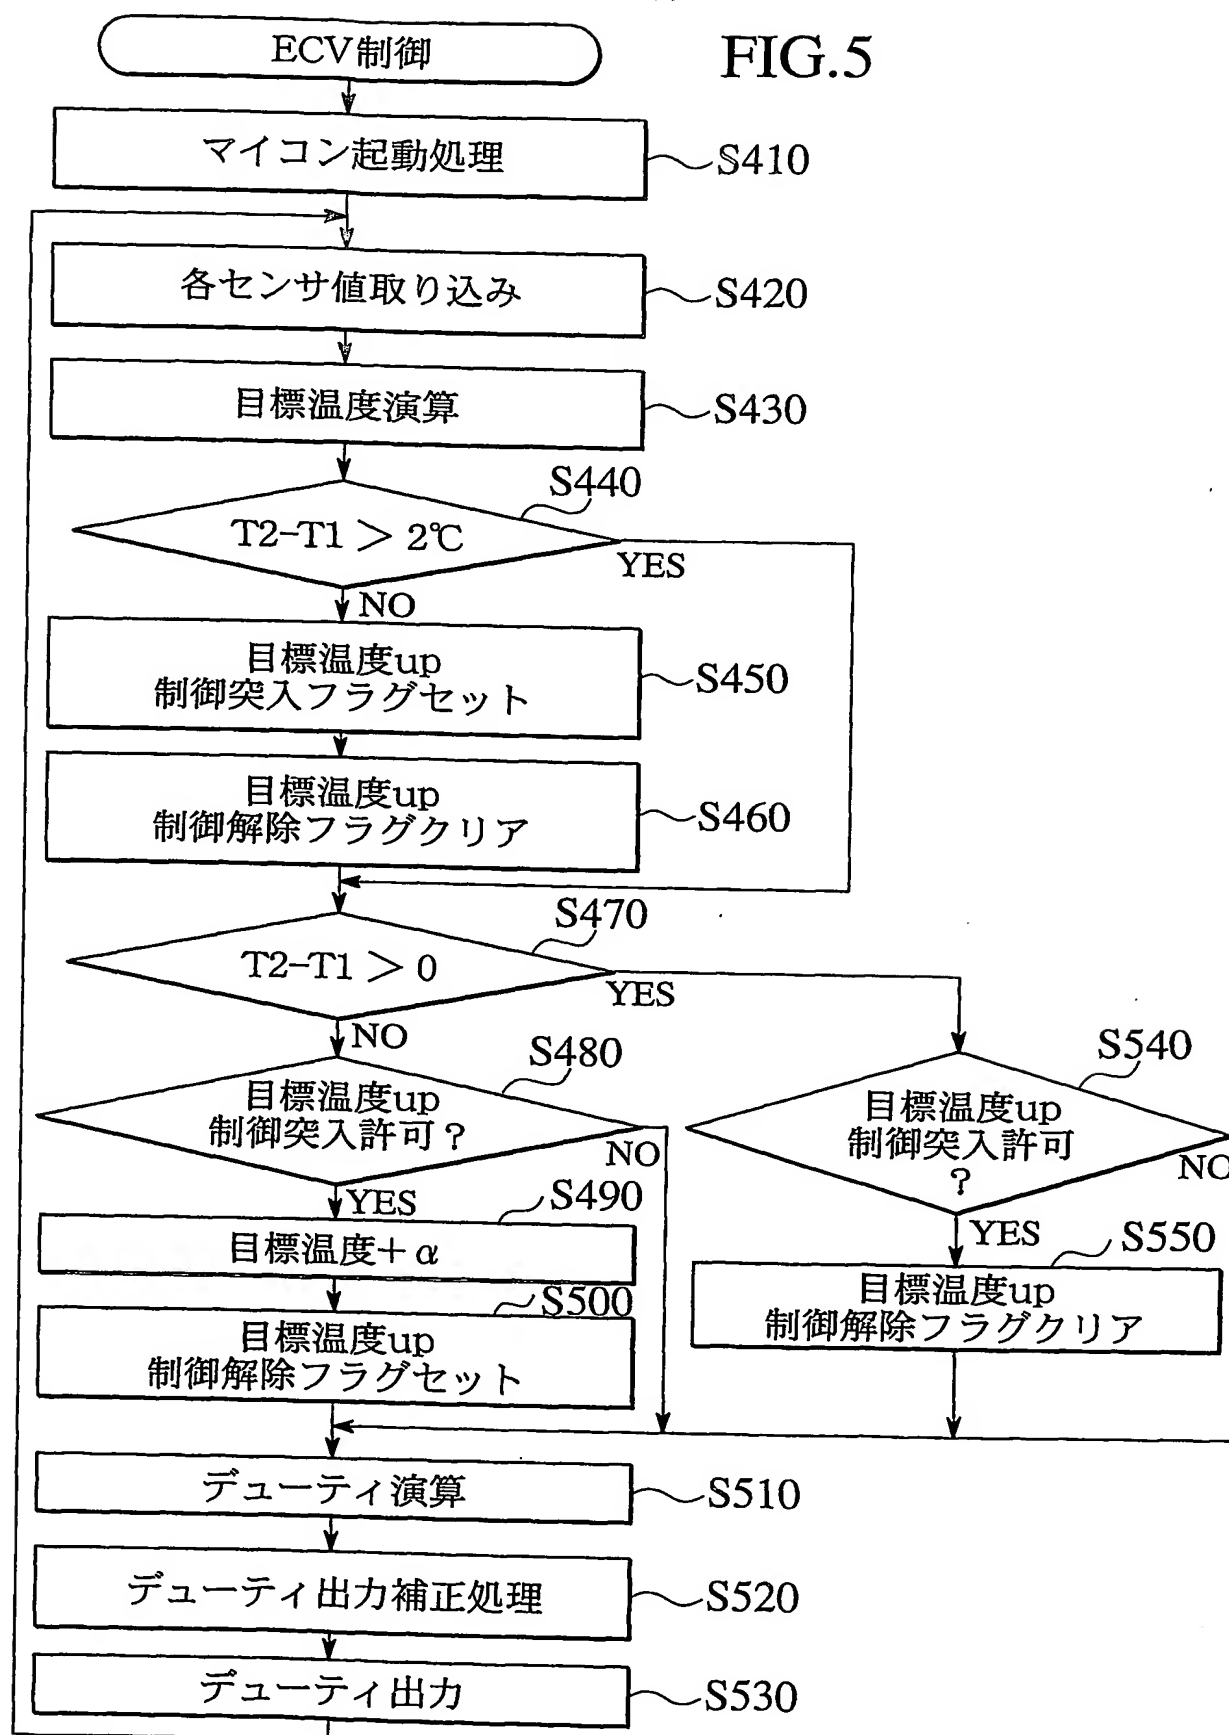 ECV制御
FIG.5
マイコン起動処理
S410
各センサ値取り込み
S420
目標温度演算
S430
S440
T2-T1 > 2℃
YES
NO
目標温度up
制御突入フラグセット
S450
目標温度up
制御解除フラグクリア
S460
S470
T2-T1 > 0
YES
NO
S480
目標温度up
制御突入許可?
NO
YES
S540
目標温度up
制御突入許可
?
NO
YES
S490
目標温度+α
S500
目標温度up
制御解除フラグセット
S550
目標温度up
制御解除フラグクリア
デューティ演算
S510
デューティ出力補正処理
S520
デューティ出力
S530